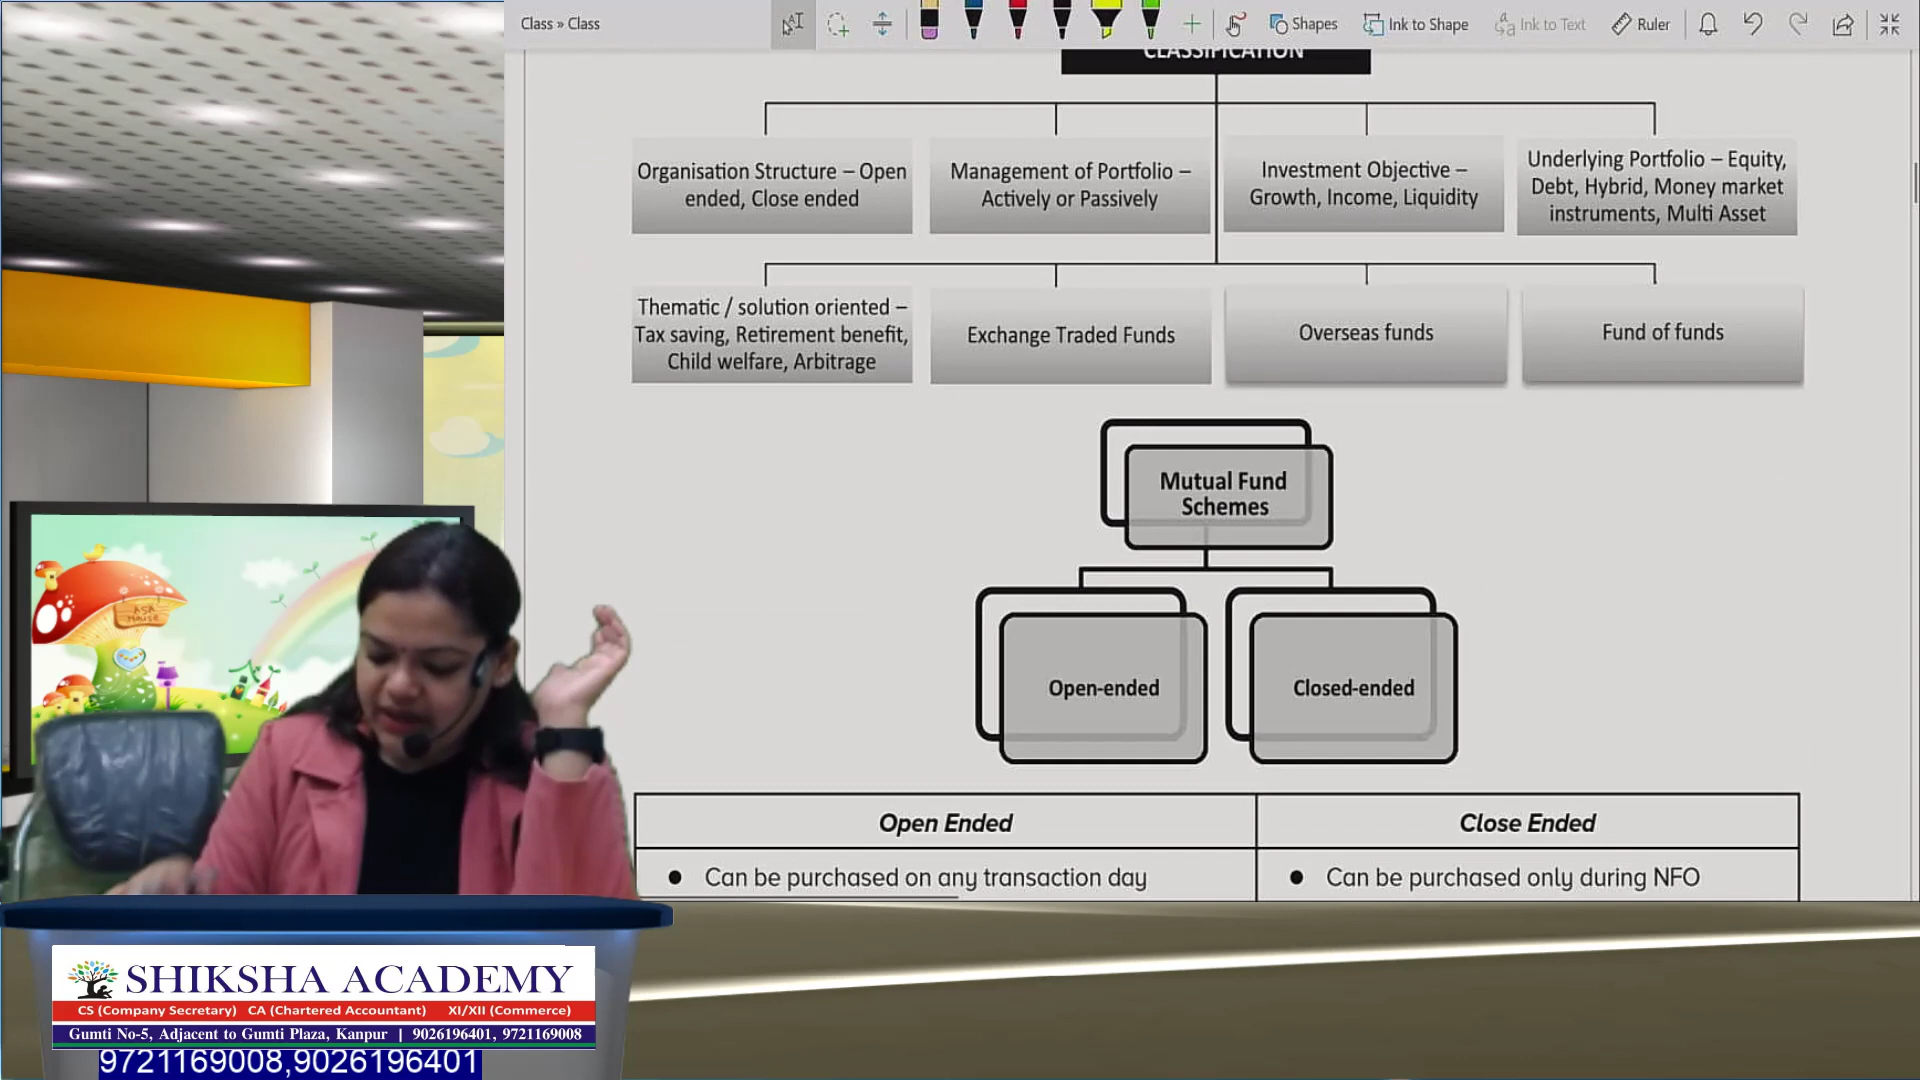 Class » Class
Shapes
Ink to Shape
Ink to Text
Ruler
CLASSIFICATION
Organisation Structure – Open
ended, Close ended
Management of Portfolio –
Actively or Passively
Investment Objective –
Growth, Income, Liquidity
Underlying Portfolio – Equity,
Debt, Hybrid, Money market
instruments, Multi Asset
Thematic / solution oriented –
Tax saving, Retirement benefit,
Child welfare, Arbitrage
Exchange Traded Funds
Overseas funds
Fund of funds
Mutual Fund
Schemes
Open-ended
Closed-ended
Open Ended
Close Ended
● Can be purchased on any transaction day
● Can be purchased only during NFO
ASA
House
SHIKSHA ACADEMY
CS (Company Secretary) CA (Chartered Accountant) XI/XII (Commerce)
Gumti No-5, Adjacent to Gumti Plaza, Kanpur | 9026196401, 9721169008
9721169008,9026196401